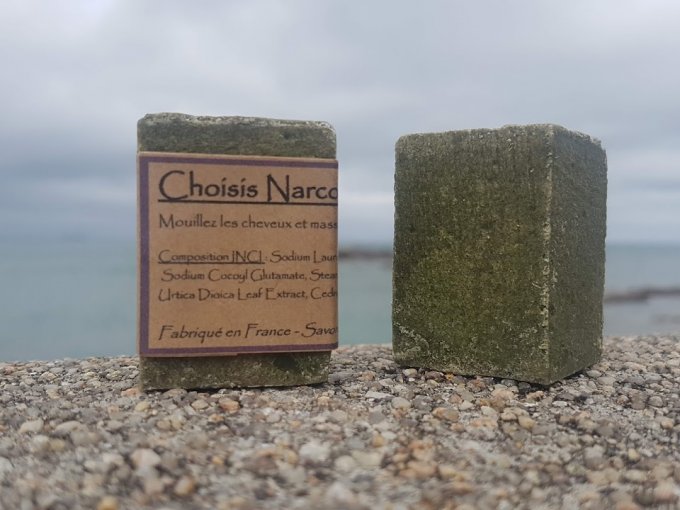 Choisis Narco
Mouillez les cheveux et mass
Composition INCI : Sodium Laur
Sodium Cocoyl Glutamate, Stear
Urtica Dioica Leaf Extract, Cedr
Fabriqué en France - Savon